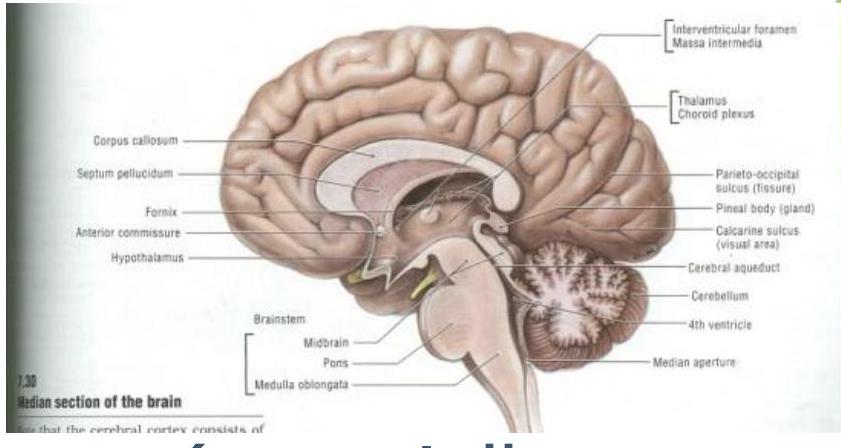 Interventricular foramen
Massa intermedia
Thalamus
Choroid plexus
Corpus callosum
Septum pellucidum
Parieto-occipital
sulcus (fissure)
Fornix
Pineal body (gland)
Anterior commissure
Calcarine sulcus
(visual area)
Hypothalamus
Cerebral aqueduct
Cerebellum
Brainstem
4th ventricle
Midbrain
Pons
Median aperture
Medulla oblongata
7.30
Median section of the brain
that the cerebral cortex consists of